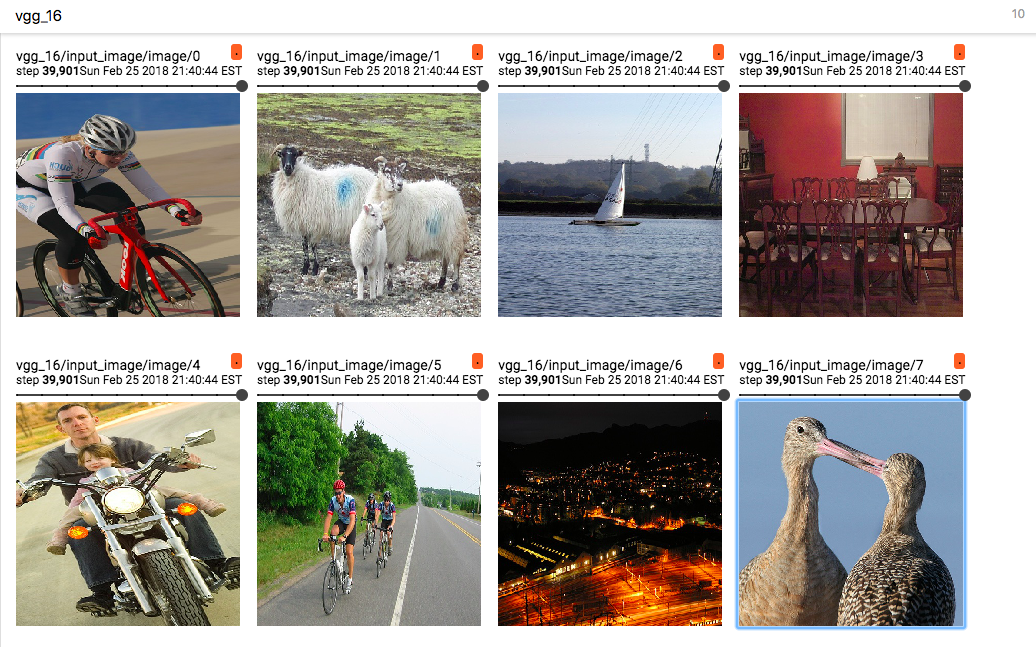 vgg_16
10
vgg_16/input_image/image/0
step 39,901Sun Feb 25 2018 21:40:44 EST
vgg_16/input_image/image/1
step 39,901Sun Feb 25 2018 21:40:44 EST
vgg_16/input_image/image/2
step 39,901Sun Feb 25 2018 21:40:44 EST
vgg_16/input_image/image/3
step 39,901Sun Feb 25 2018 21:40:44 EST
vgg_16/input_image/image/4
step 39,901Sun Feb 25 2018 21:40:44 EST
vgg_16/input_image/image/5
step 39,901Sun Feb 25 2018 21:40:44 EST
vgg_16/input_image/image/6
step 39,901Sun Feb 25 2018 21:40:44 EST
vgg_16/input_image/image/7
step 39,901Sun Feb 25 2018 21:40:44 EST